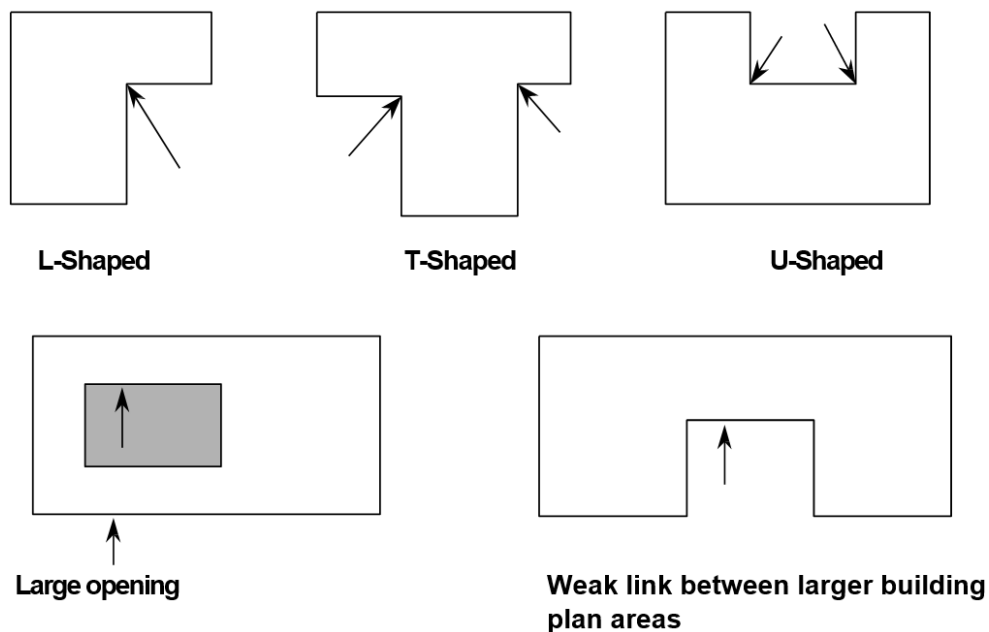 L-Shaped
T-Shaped
U-Shaped
Large opening
Weak link between larger building
plan areas